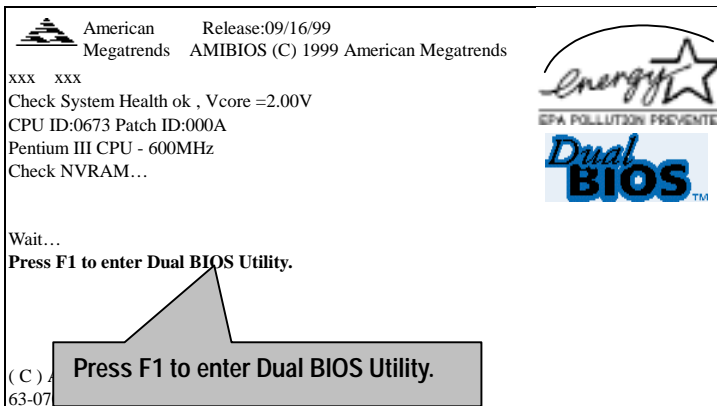 American Release:09/16/99
Megatrends AMIBIOS (C) 1999 American Megatrends
energy
EPA POLLUTION PREVENTE
Dual
BIOS TM
xxx xxx
Check System Health ok , Vcore =2.00V
CPU ID:0673 Patch ID:000A
Pentium III CPU - 600MHz
Check NVRAM…
Wait…
Press F1 to enter Dual BIOS Utility.
Press F1 to enter Dual BIOS Utility.
( C )
63-07